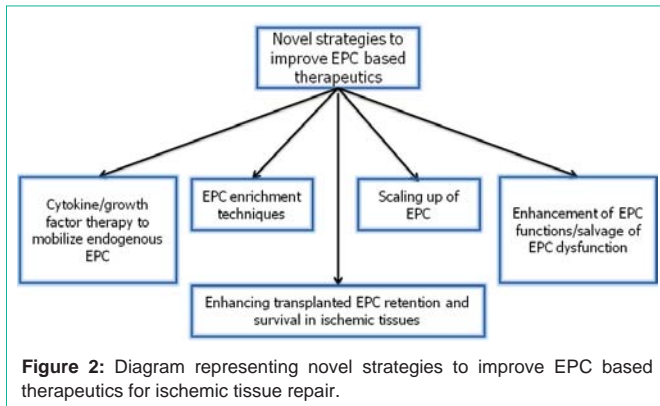 Novel strategies to
improve EPC based
therapeutics
Cytokine/growth
factor therapy to
mobilize endogenous
EPC
EPC enrichment
techniques
Scaling up of
EPC
Enhancement of EPC
functions/salvage of
EPC dysfunction
Enhancing transplanted EPC retention and
survival in ischemic tissues
Figure 2: Diagram representing novel strategies to improve EPC based
therapeutics for ischemic tissue repair.